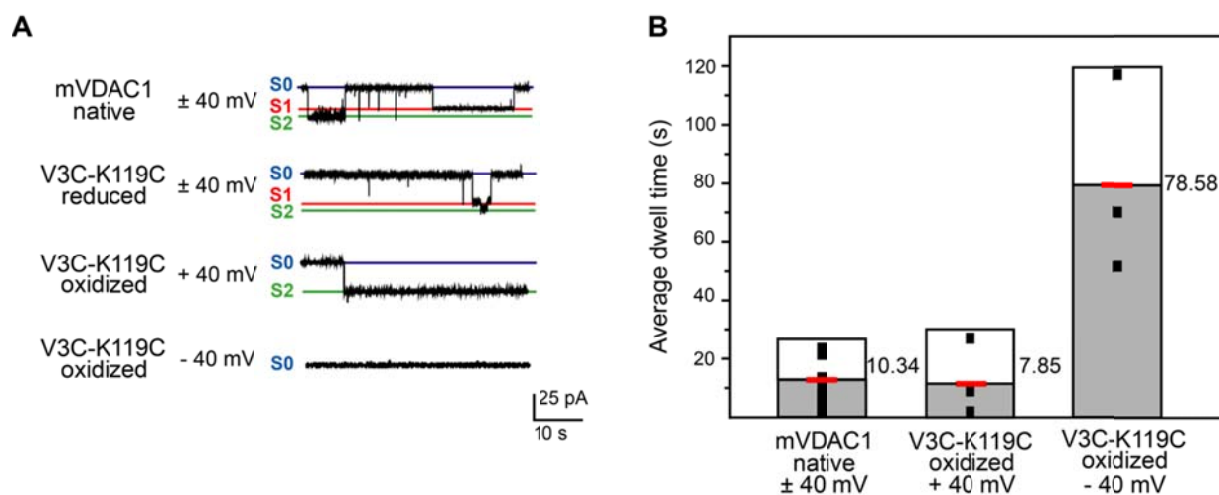 A
mVDAC1
native
± 40 mV
S0
S1
S2
V3C-K119C
reduced
± 40 mV
S0
S1
S2
V3C-K119C
oxidized
+ 40 mV
S0
S2
V3C-K119C
oxidized
- 40 mV
S0
25 pA
10 s
B
Average dwell time (s)
120
100
80
60
40
20
10.34
7.85
78.58
mVDAC1
native
± 40 mV
V3C-K119C
oxidized
+ 40 mV
V3C-K119C
oxidized
- 40 mV